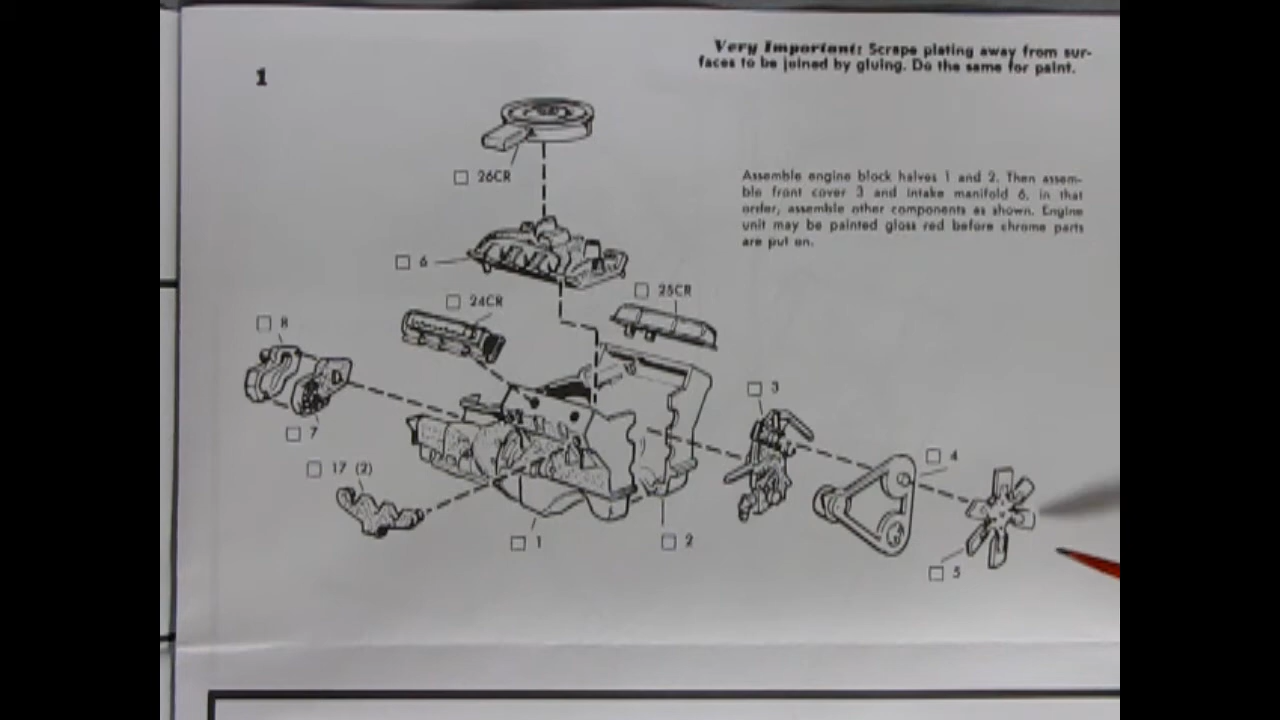 Very Important: Scrape plating away from sur-
faces to be joined by gluing. Do the same for paint.
1
26CR
Assemble engine block halves 1 and 2. Then assem-
ble front cover 3 and intake manifold 6, in that
order, assemble other components as shown. Engine
unit may be painted gloss red before chrome parts
are put on.
6
25CR
24CR
8
3
7
4
17 (2)
1
2
5